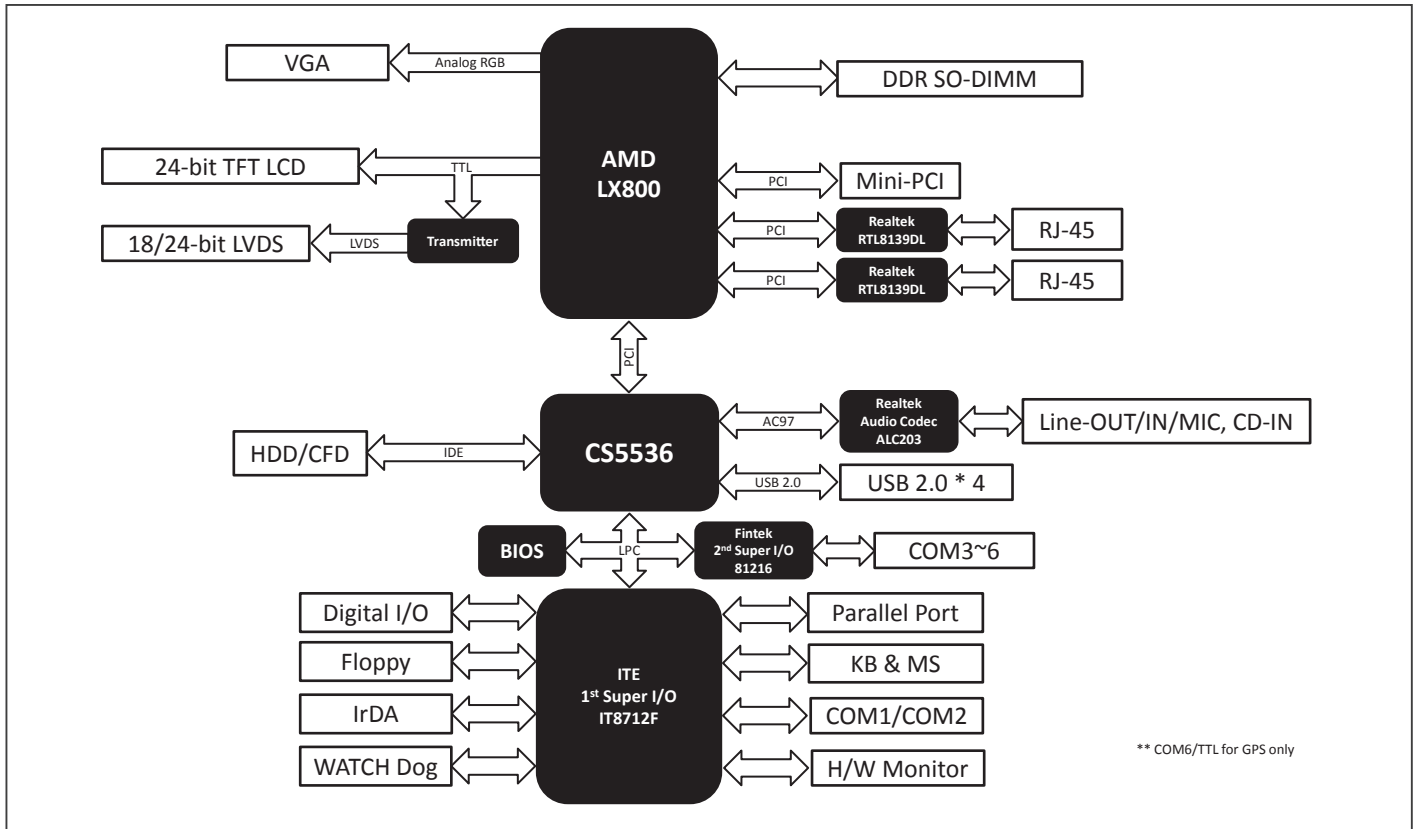 VGA
Analog RGB
DDR SO-DIMM
AMD
LX800
24-bit TFT LCD
TTL
PCI
Mini-PCI
18/24-bit LVDS
LVDS
Transmitter
PCI
Realtek
RTL8139DL
RJ-45
PCI
Realtek
RTL8139DL
RJ-45
PCI
HDD/CFD
IDE
CS5536
AC97
Realtek
Audio Codec
ALC203
Line-OUT/IN/MIC, CD-IN
USB 2.0
USB 2.0 * 4
BIOS
LPC
Fintek
2nd Super I/O
81216
COM3~6
Digital I/O
Floppy
IrDA
WATCH Dog
ITE
1st Super I/O
IT8712F
Parallel Port
KB & MS
COM1/COM2
H/W Monitor
** COM6/TTL for GPS only